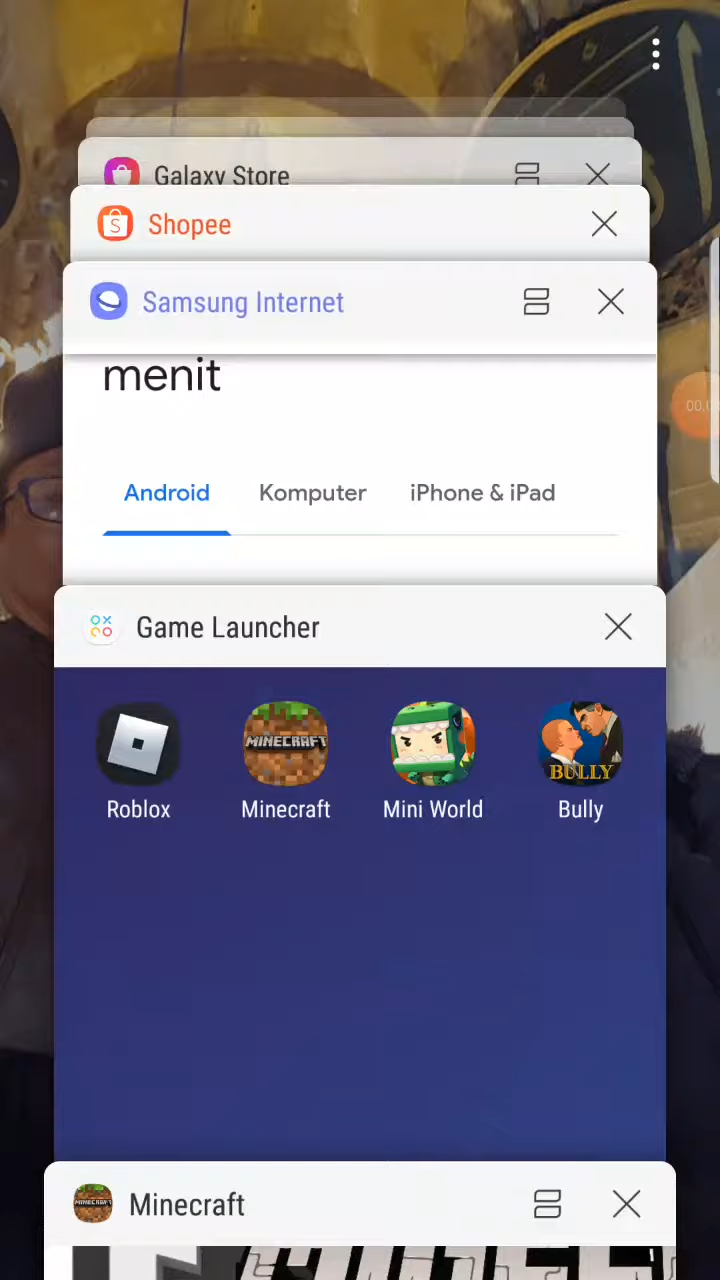 Galaxy Store
Shopee
Samsung Internet
menit
Android Komputer iPhone & iPad
Game Launcher
MINECRAFT
BULLY
Roblox Minecraft Mini World Bully
Minecraft